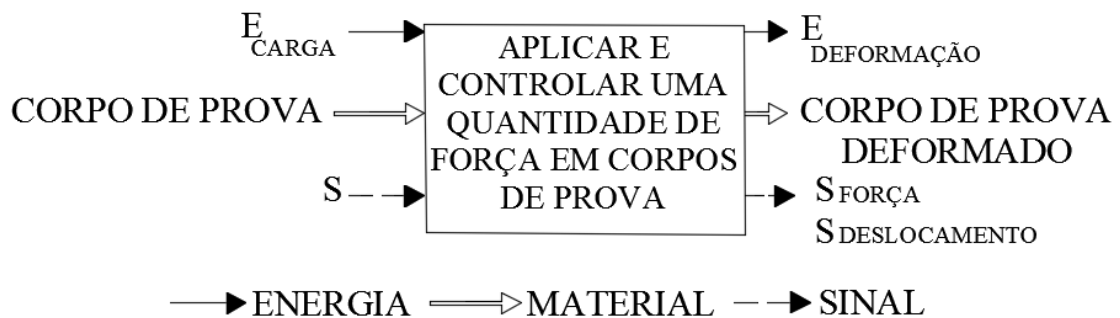 E CARGA
APLICAR E
CONTROLAR UMA
QUANTIDADE DE
FORÇA EM CORPOS
DE PROVA
E DEFORMAÇÃO
CORPO DE PROVA
CORPO DE PROVA
DEFORMADO
S
S FORÇA
S DESLOCAMENTO
ENERGIA MATERIAL SINAL